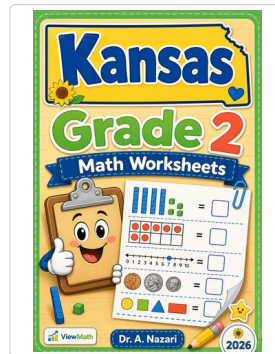 Kansas
Grade 2
Math Worksheets
=
=
0 1 2 3 4 5 6 7 8 9 10
=
=
ViewMath
Dr. A. Nazari
2026